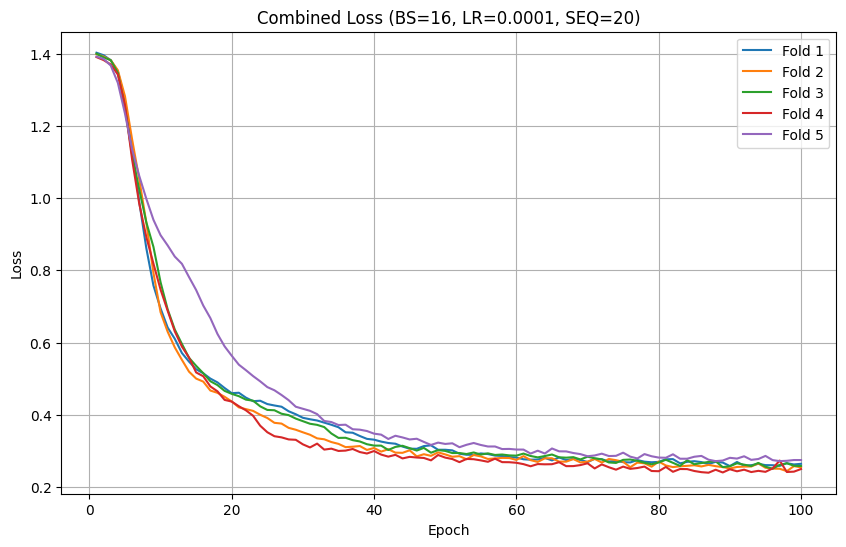 Combined Loss (BS=16, LR=0.0001, SEQ=20)
1.4
1.2
1.0
0.8
0.6
0.4
0.2
Loss
Fold 1
Fold 2
Fold 3
Fold 4
Fold 5
0 20 40 60 80 100
Epoch